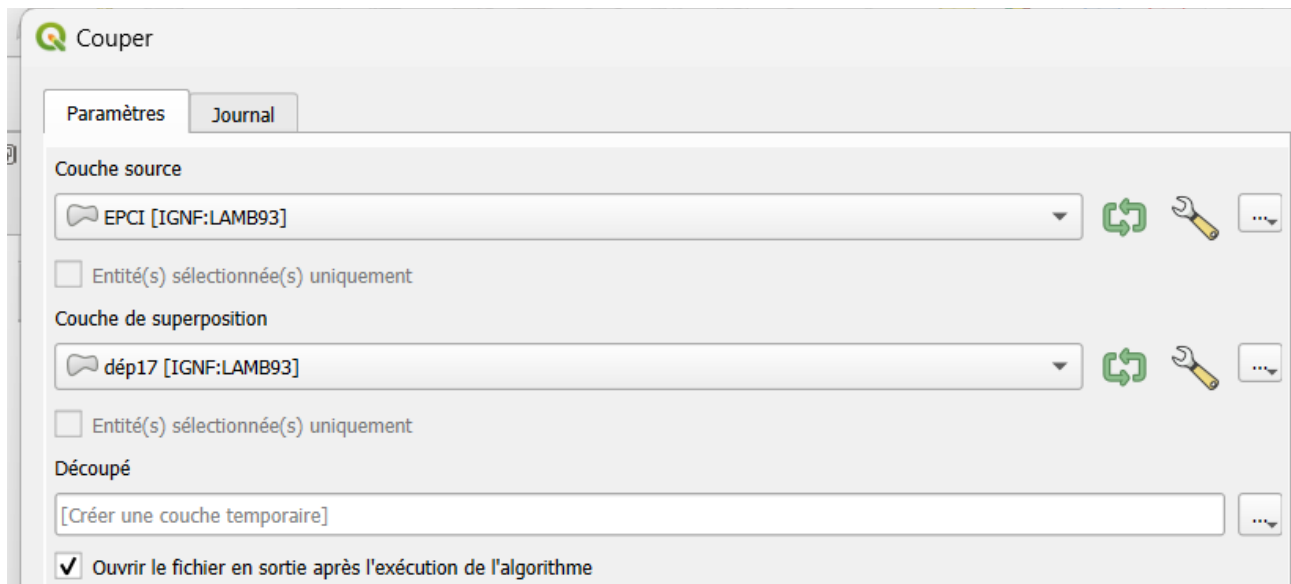 Couper
Paramètres Journal
Couche source
EPCI [IGNF:LAMB93]
...
Entité(s) sélectionnée(s) uniquement
Couche de superposition
dép17 [IGNF:LAMB93]
...
Entité(s) sélectionnée(s) uniquement
Découpé
[Créer une couche temporaire]
...
Ouvrir le fichier en sortie après l'exécution de l'algorithme